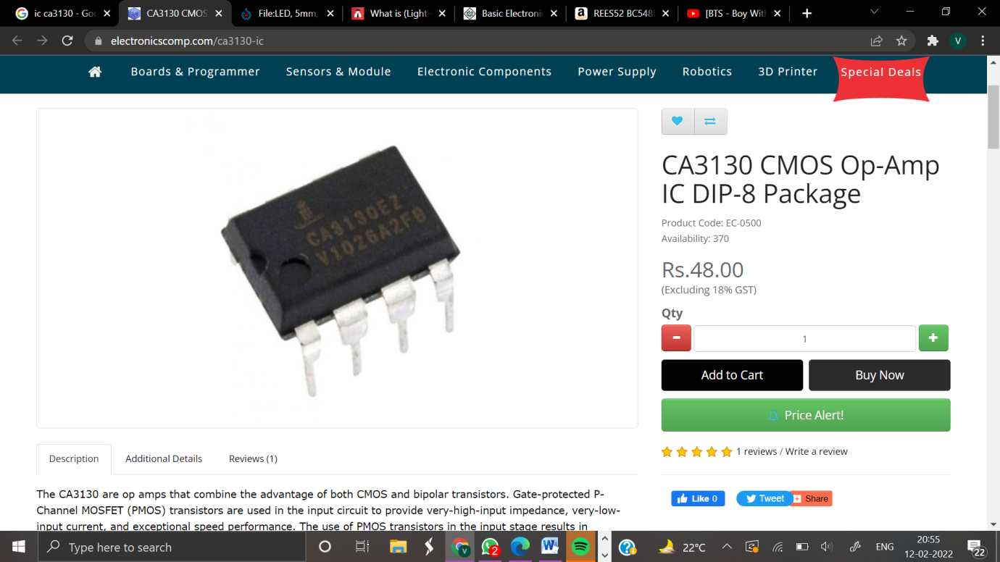 ic ca3130 - Goo
CA3130 CMOS
File:LED, 5mm,
What is (Light-
Basic Electronic
REES52 BC548
[BTS - Boy With
electronicscomp.com/ca3130-ic
V
Boards & Programmer
Sensors & Module
Electronic Components
Power Supply
Robotics
3D Printer
Special Deals
CA3130EZ
V1026A2FB
CA3130 CMOS Op-Amp
IC DIP-8 Package
Product Code: EC-0500
Availability: 370
Rs.48.00
(Excluding 18% GST)
Qty
1
Add to Cart
Buy Now
Price Alert!
1 reviews / Write a review
Like 0
Tweet
Share
Description
Additional Details
Reviews (1)
The CA3130 are op amps that combine the advantage of both CMOS and bipolar transistors. Gate-protected P-
Channel MOSFET (PMOS) transistors are used in the input circuit to provide very-high-input impedance, very-low-
input current, and exceptional speed performance. The use of PMOS transistors in the input stage results in
Type here to search
V
2
22°C
ENG
20:55
12-02-2022
22